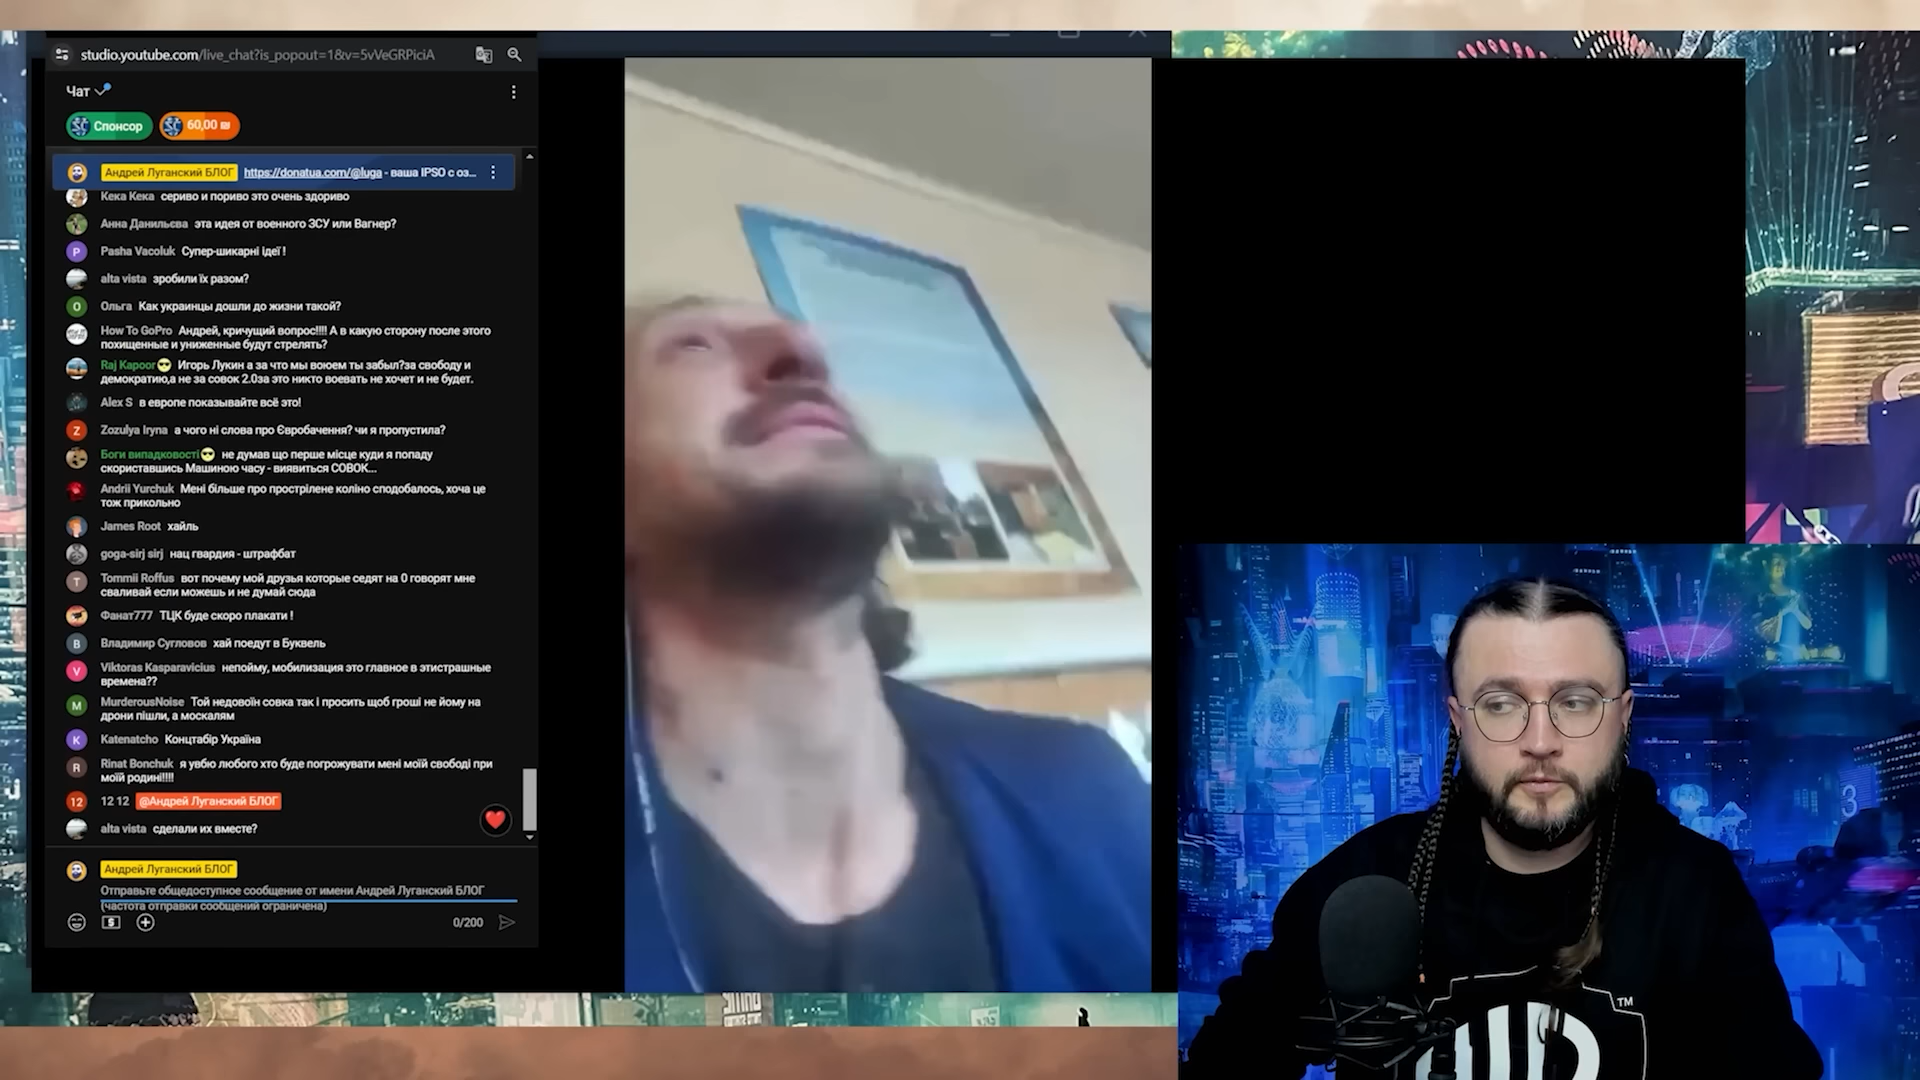 studio.youtube.com/live_chat?is_popout=1&v=5vVeGRPiciA
Чат
Спонсор
60,00 ₪
Андрей Луганский БЛОГ https://donatua.com/@luga - ваша IPSO с оз...
Кека Кека сериво и пориво это очень здориво
Анна Данильєва эта идея от военного ЗСУ или Вагнер?
Pasha Vacoluk Супер-шикарні ідеї !
alta vista зробили їх разом?
Ольга Как украинцы дошли до жизни такой?
How To GoPro Андрей, кричущий вопрос!!!! А в какую сторону после этого
похищенные и униженные будут стрелять?
Raj Kapoor😎 Игорь Лукин а за что мы воюем ты забыл?за свободу и
демократию,а не за совок 2.0за это никто воевать не хочет и не будет.
Alex S в европе показывайте всё это!
Zozulya Iryna а чого ні слова про Євробачення? чи я пропустила?
Боги випадковості😎 не думав що перше місце куди я попаду
скориставшись Машиною часу - виявиться СОВОК...
Andrii Yurchuk Мені більше про прострілене коліно сподобалось, хоча це
тож прикольно
James Root хайль
goga-sirj sirj нац гвардия - штрафбат
Tommii Roffus вот почему мой друзья которые седят на 0 говорят мне
сваливай если можешь и не думай сюда
Фанат777 ТЦК буде скоро плакати !
Владимир Сугловов хай поедут в Буквель
Viktoras Kasparavicius непойму, мобилизация это главное в этистрашные
времена??
MurderousNoise Той недовоїн совка так і просить щоб гроші не йому на
дрони пішли, а москалям
Katenatcho Концтабір Україна
Rinat Bonchuk я увбю любого хто буде погрожувати мені моїй свободі при
моїй родині!!!!
12 12 @Андрей Луганский БЛОГ
alta vista сделали их вместе?
Андрей Луганский БЛОГ
Отправьте общедоступное сообщение от имени Андрей Луганский БЛОГ
(частота отправки сообщений ограничена)
0/200
TM
3